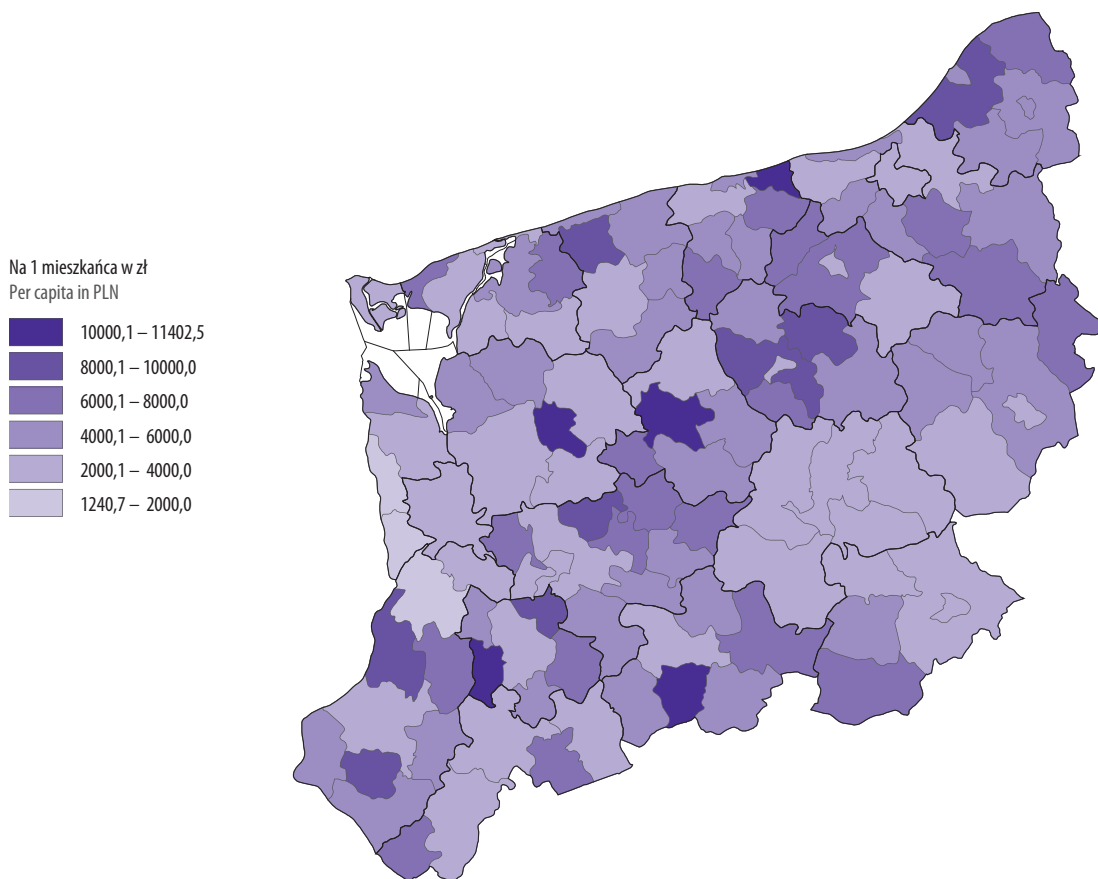 Na 1 mieszkańca w zł
Per capita in PLN
10000,1 – 11402,5
8000,1 – 10000,0
6000,1 – 8000,0
4000,1 – 6000,0
2000,1 – 4000,0
1240,7 – 2000,0